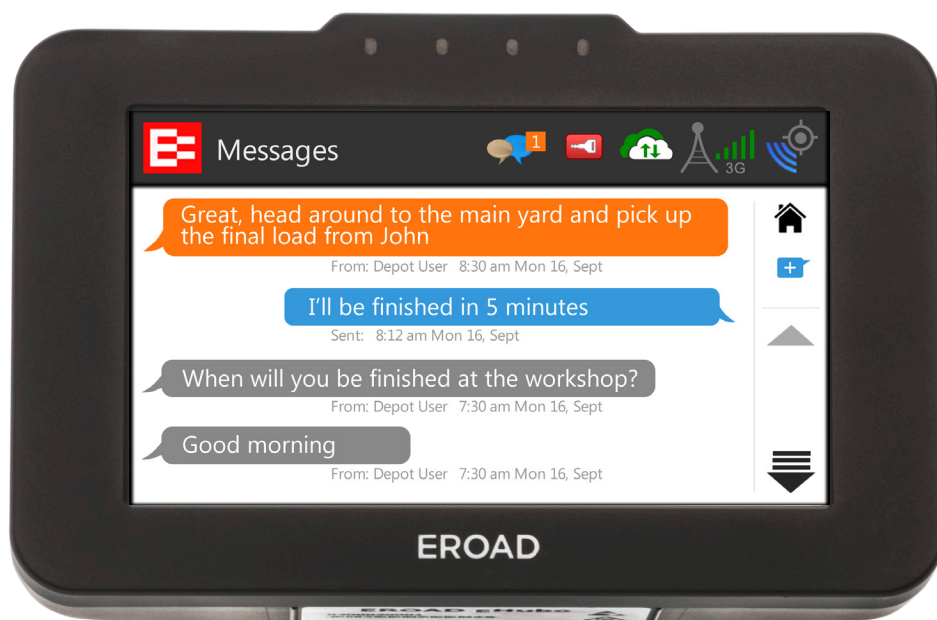 Messages
1
3G
Great, head around to the main yard and pick up
the final load from John
From: Depot User 8:30 am Mon 16, Sept
I'll be finished in 5 minutes
Sent: 8:12 am Mon 16, Sept
When will you be finished at the workshop?
From: Depot User 7:30 am Mon 16, Sept
Good morning
From: Depot User 7:30 am Mon 16, Sept
EROAD
EROAD eHubo